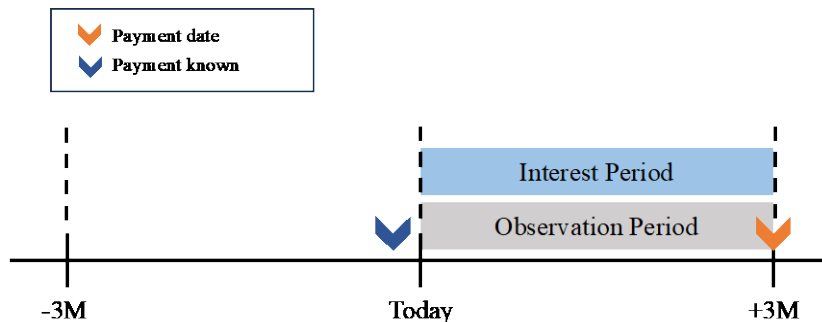 Payment date
Payment known
Interest Period
Observation Period
-3M Today +3M